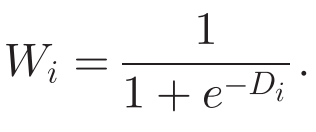 W_i = \frac{1}{1 + e^{-D_i}}.